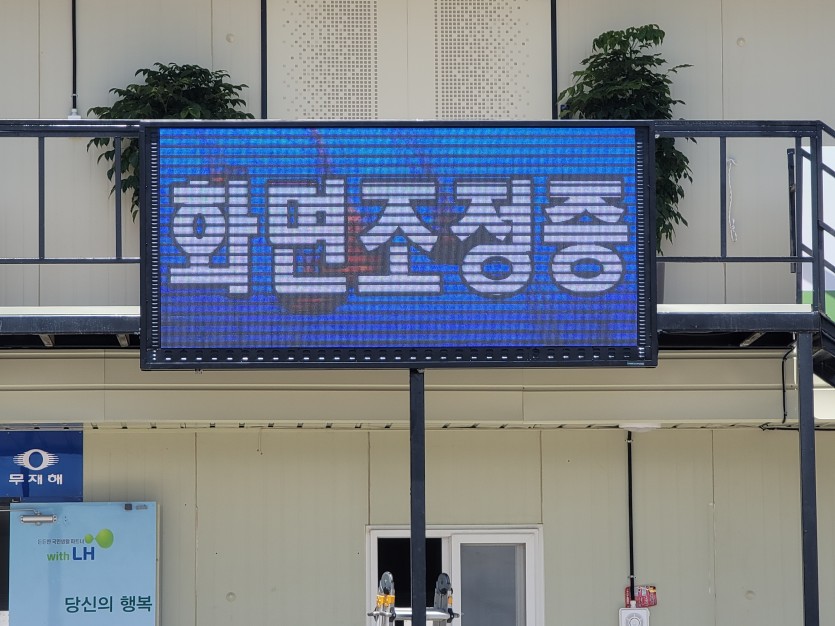 화면조정중
무재해
with LH
당신의 행복